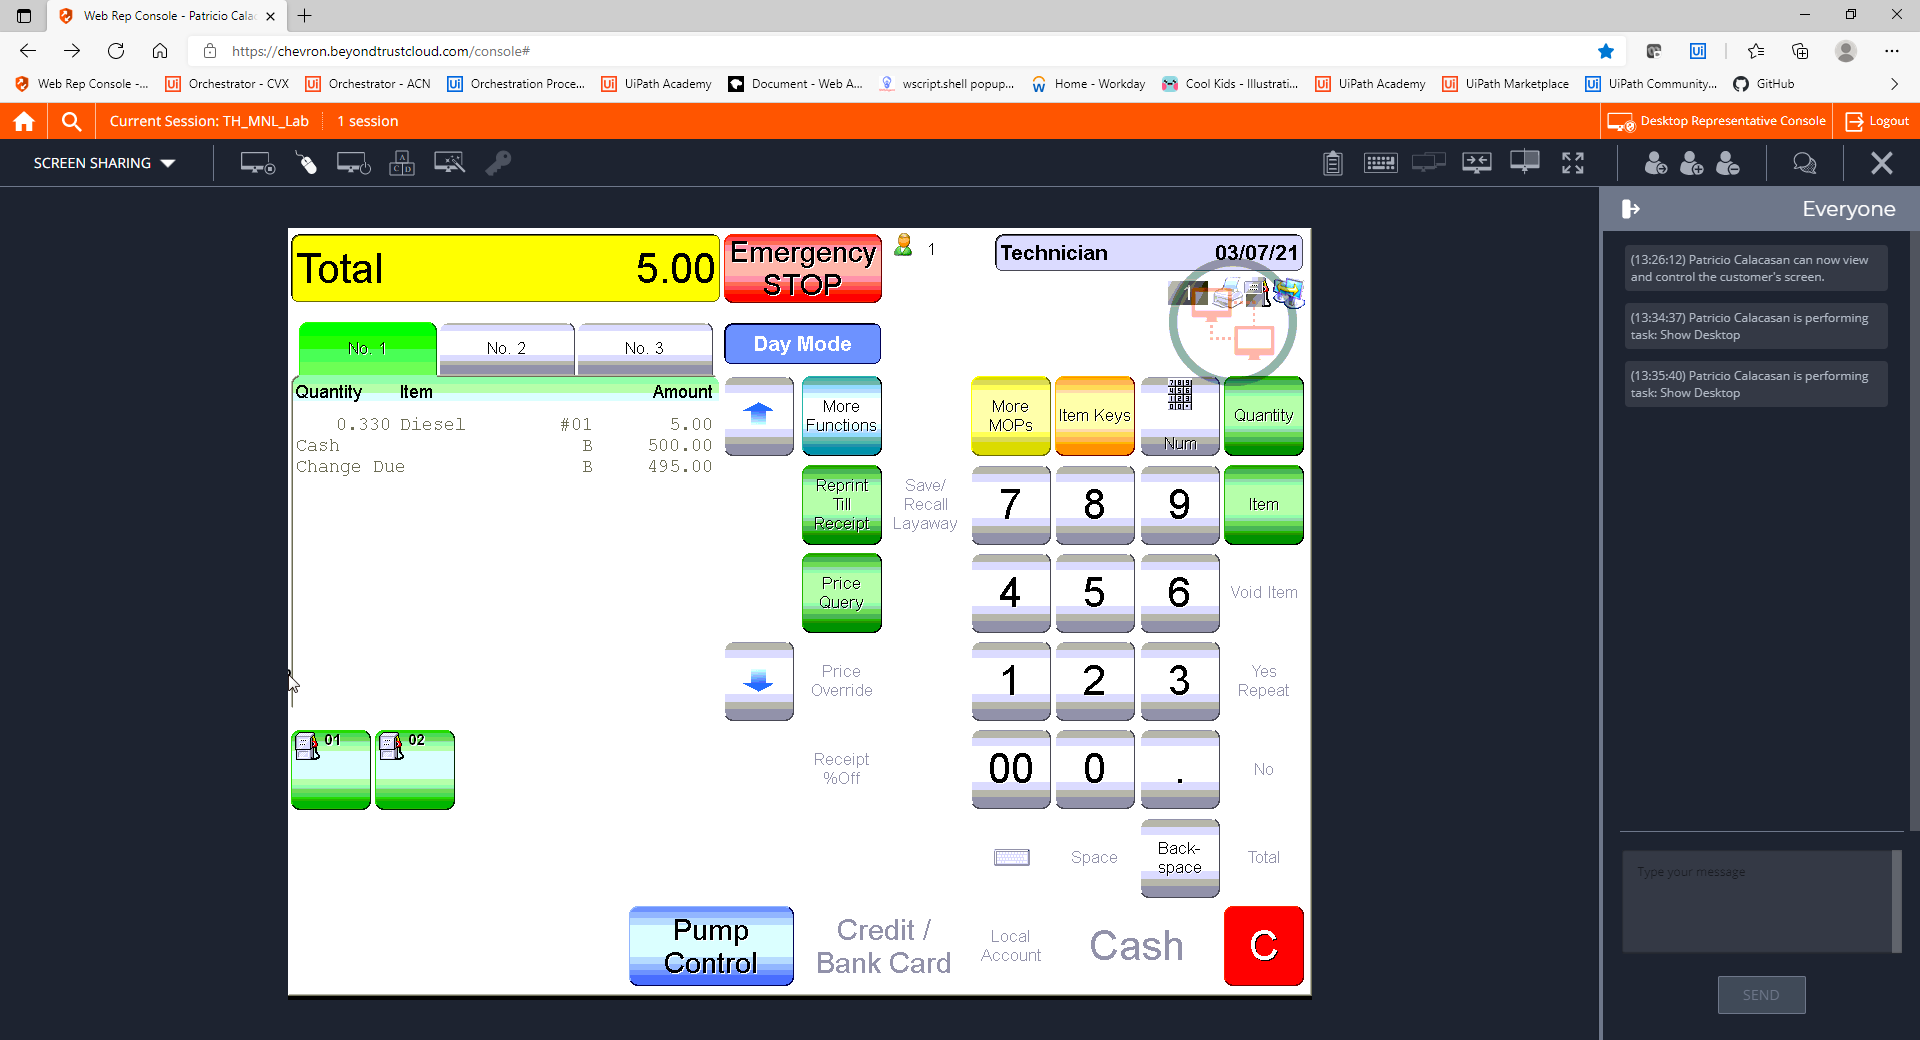 Web Rep Console - Patricio Cala
https://chevron.beyondtrustcloud.com/console#
Web Rep Console -...
Orchestrator - CVX
Orchestrator - ACN
Orchestration Proce...
UiPath Academy
Document - Web A...
wscript.shell popup...
Home - Workday
Cool Kids - Illustrati...
UiPath Academy
UiPath Marketplace
UiPath Community...
GitHub
Current Session: TH_MNL_Lab
1 session
Desktop Representative Console
Logout
SCREEN SHARING
Everyone
(13:26:12) Patricio Calacasan can now view
and control the customer's screen.
(13:34:37) Patricio Calacasan is performing
task: Show Desktop
(13:35:40) Patricio Calacasan is performing
task: Show Desktop
Type your message
SEND
Total 5.00
Emergency
STOP
1
Technician 03/07/21
1
No. 1
No. 2
No. 3
Day Mode
Quantity Item Amount
0.330 Diesel #01 5.00
Cash B 500.00
Change Due B 495.00
More
Functions
More
MOPs
Item Keys
Num
Quantity
Reprint
Till
Receipt
Save/
Recall
Layaway
7
8
9
Item
Price
Query
4
5
6
Void Item
Price
Override
1
2
3
Yes
Repeat
01
02
Receipt
%Off
00
0
.
No
Space
Back-
space
Total
Pump
Control
Credit /
Bank Card
Local
Account
Cash
C